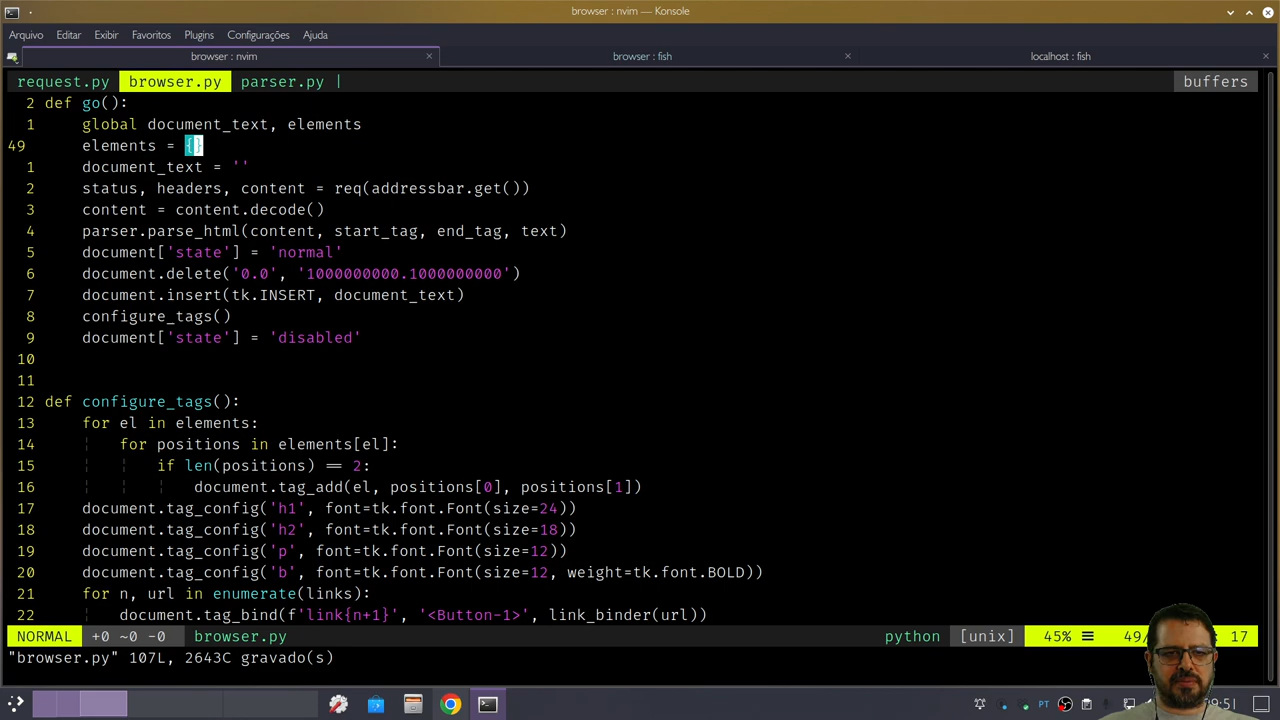 browser : nvim — Konsole
Arquivo Editar Exibir Favoritos Plugins Configurações Ajuda
browser : nvim browser : fish localhost : fish
request.py browser.py parser.py | buffers
2 def go():
1 global document_text, elements
49 elements = {}
1 document_text = ''
2 status, headers, content = req(addressbar.get())
3 content = content.decode()
4 parser.parse_html(content, start_tag, end_tag, text)
5 document['state'] = 'normal'
6 document.delete('0.0', '1000000000.1000000000')
7 document.insert(tk.INSERT, document_text)
8 configure_tags()
9 document['state'] = 'disabled'
10
11
12 def configure_tags():
13 for el in elements:
14 for positions in elements[el]:
15 if len(positions) == 2:
16 document.tag_add(el, positions[0], positions[1])
17 document.tag_config('h1', font=tk.font.Font(size=24))
18 document.tag_config('h2', font=tk.font.Font(size=18))
19 document.tag_config('p', font=tk.font.Font(size=12))
20 document.tag_config('b', font=tk.font.Font(size=12, weight=tk.font.BOLD))
21 for n, url in enumerate(links):
22 document.tag_bind(f'link{n+1}', '<Button-1>', link_binder(url))
NORMAL +0 ~0 -0 browser.py python [unix] 45% ☰ 49/ 17
"browser.py" 107L, 2643C gravado(s)
PT